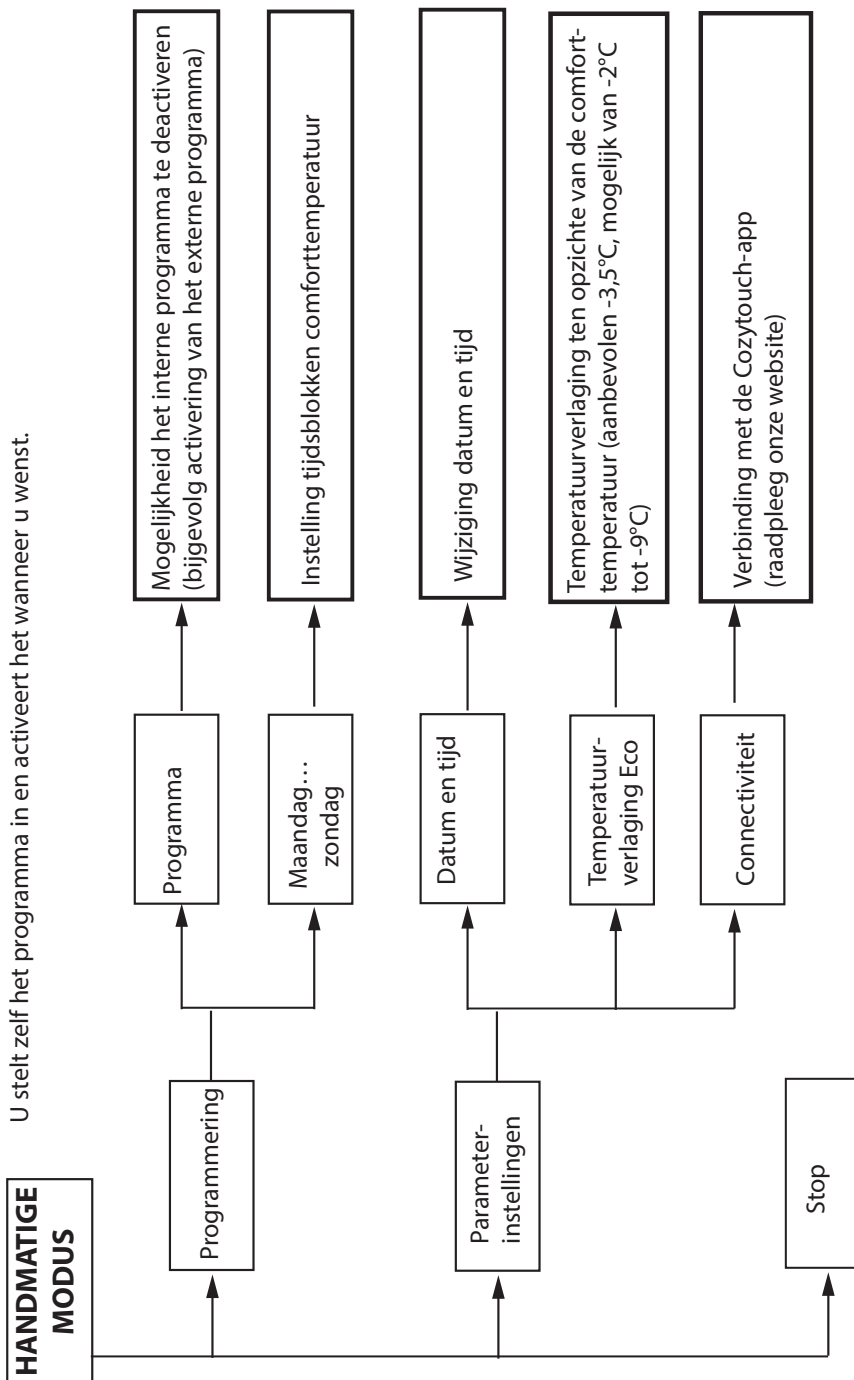 HANDMATIGE
MODUS
U stelt zelf het programma in en activeert het wanneer u wenst.
Programmering
Programma
Mogelijkheid het interne programma te deactiveren
(bijgevolg activering van het externe programma)
Maandag…
zondag
Instelling tijdsblokken comforttemperatuur
Parameter-
instellingen
Datum en tijd
Wijziging datum en tijd
Temperatuur-
verlaging Eco
Temperatuurverlaging ten opzichte van de comfort-
temperatuur (aanbevolen -3,5°C, mogelijk van -2°C
tot -9°C)
Connectiviteit
Verbinding met de Cozytouch-app
(raadpleeg onze website)
Stop